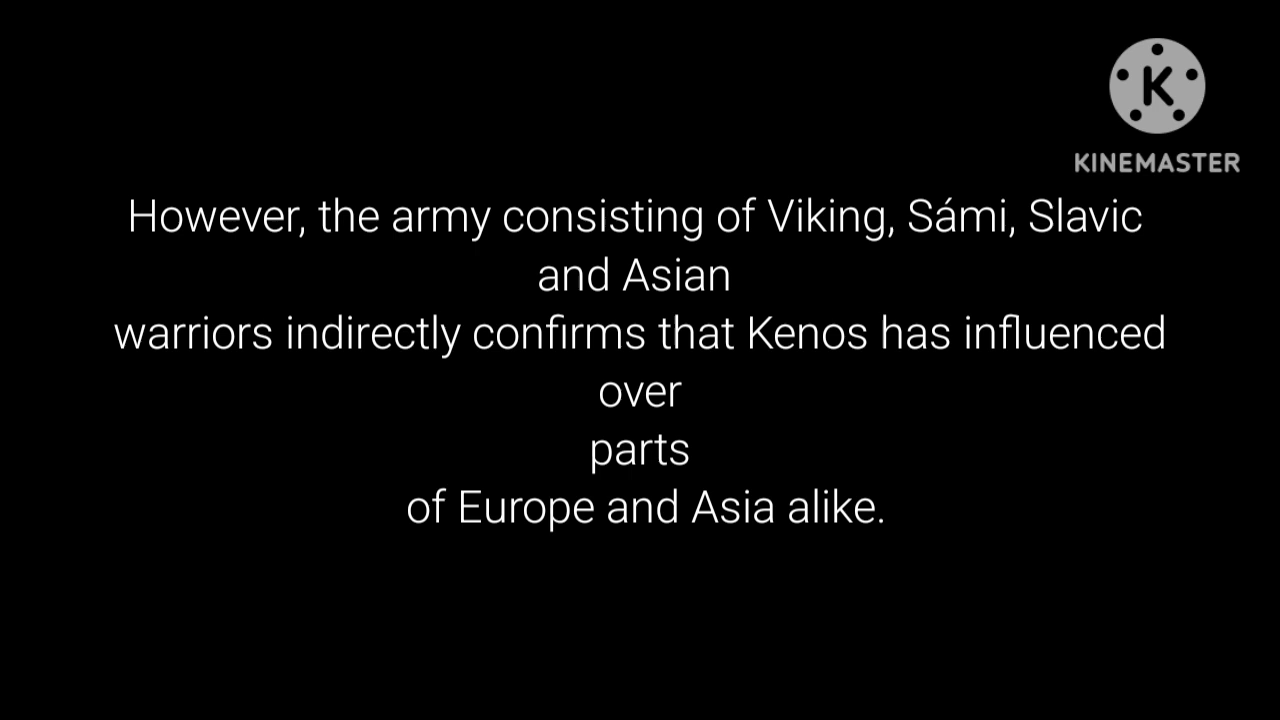 K
KINEMASTER
However, the army consisting of Viking, Sámi, Slavic
and Asian
warriors indirectly confirms that Kenos has influenced
over
parts
of Europe and Asia alike.